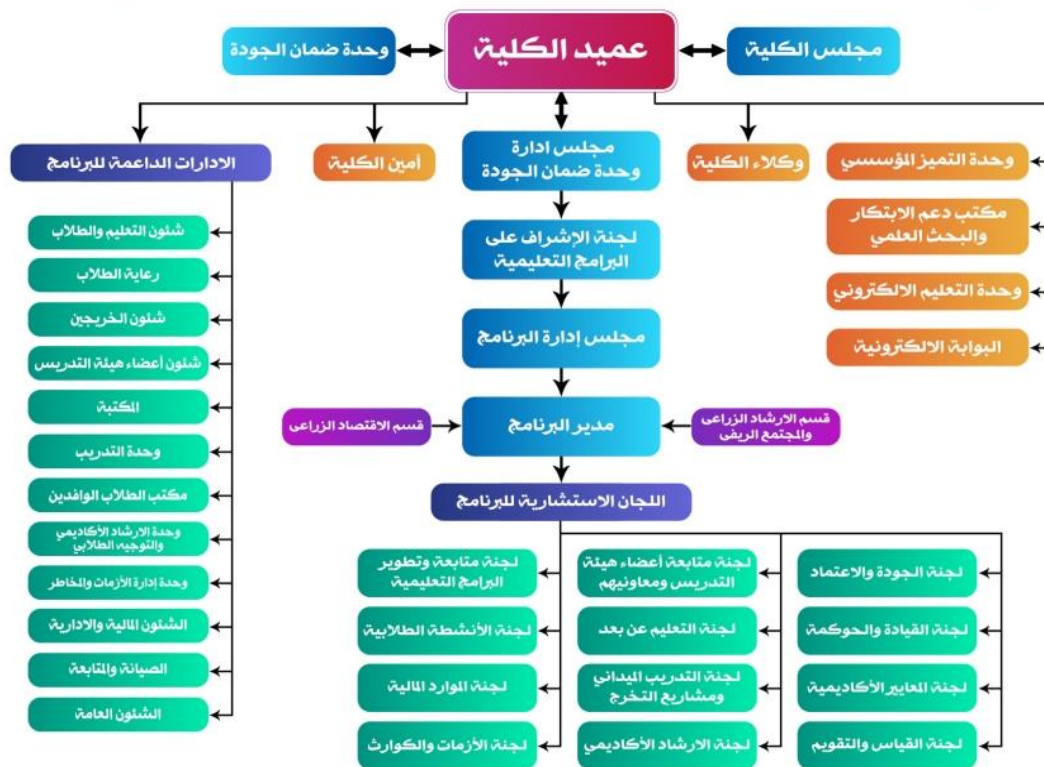 مجلس الكلية
عميد الكلية
وحدة ضمان الجودة
وحدة التميز المؤسسي
مكتب دعم الابتكار
والبحث العلمي
وحدة التعليم الالكتروني
البوابة الالكترونية
وكلاء الكلية
مجلس ادارة
وحدة ضمان الجودة
لجنة الإشراف على
البرامج التعليمية
مجلس إدارة البرنامج
قسم الارشاد الزراعى
والمجتمع الريفى
مدير البرنامج
قسم الاقتصاد الزراعى
اللجان الاستشارية للبرنامج
لجنة الجودة والاعتماد
لجنة القيادة والحوكمة
لجنة المعايير الأكاديمية
لجنة القياس والتقويم
لجنة متابعة أعضاء هيئة
التدريس ومعاونيهم
لجنة التعليم عن بعد
لجنة التدريب الميداني
ومشاريع التخرج
لجنة الارشاد الأكاديمي
لجنة متابعة وتطوير
البرامج التعليمية
لجنة الأنشطة الطلابية
لجنة الموارد المالية
لجنة الأزمات والكوارث
أمين الكلية
الادارات الداعمة للبرنامج
شئون التعليم والطلاب
رعاية الطلاب
شئون الخريجين
شئون أعضاء هيئة التدريس
المكتبة
وحدة التدريب
مكتب الطلاب الوافدين
وحدة الارشاد الأكاديمي
والتوجيه الطلابي
وحدة إدارة الأزمات والمخاطر
الشئون المالية والادارية
الصيانة والمتابعة
الشئون العامة